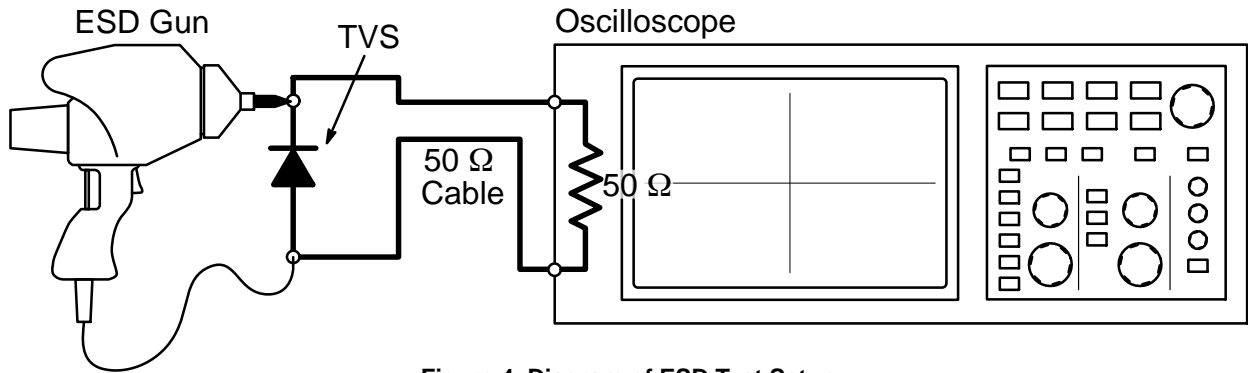 ESD Gun
TVS
Oscilloscope
50 Ω
Cable
50 Ω